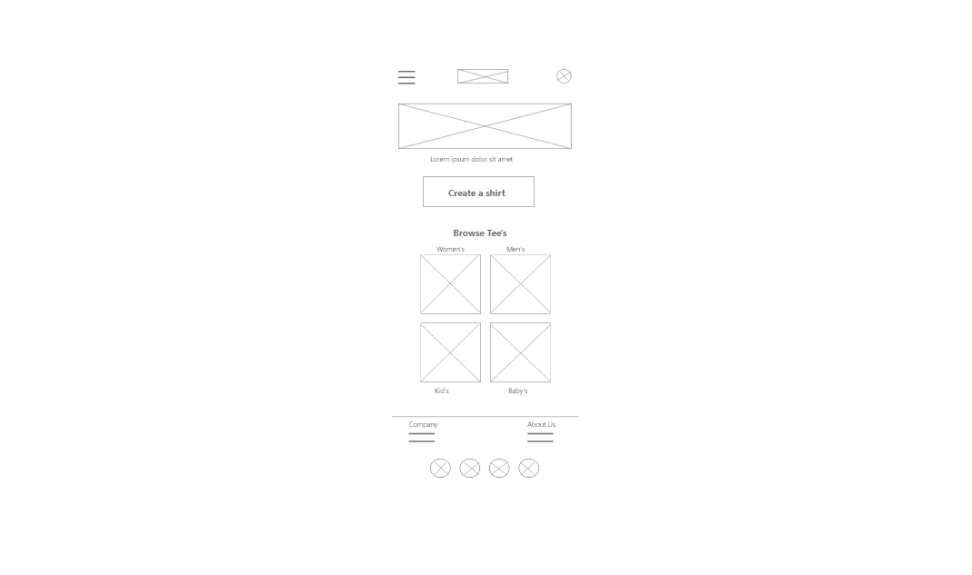 Lorem ipsum dolor sit amet
Create a shirt
Browse Tee's
Women's Men's
Kid's Baby's
Company About Us